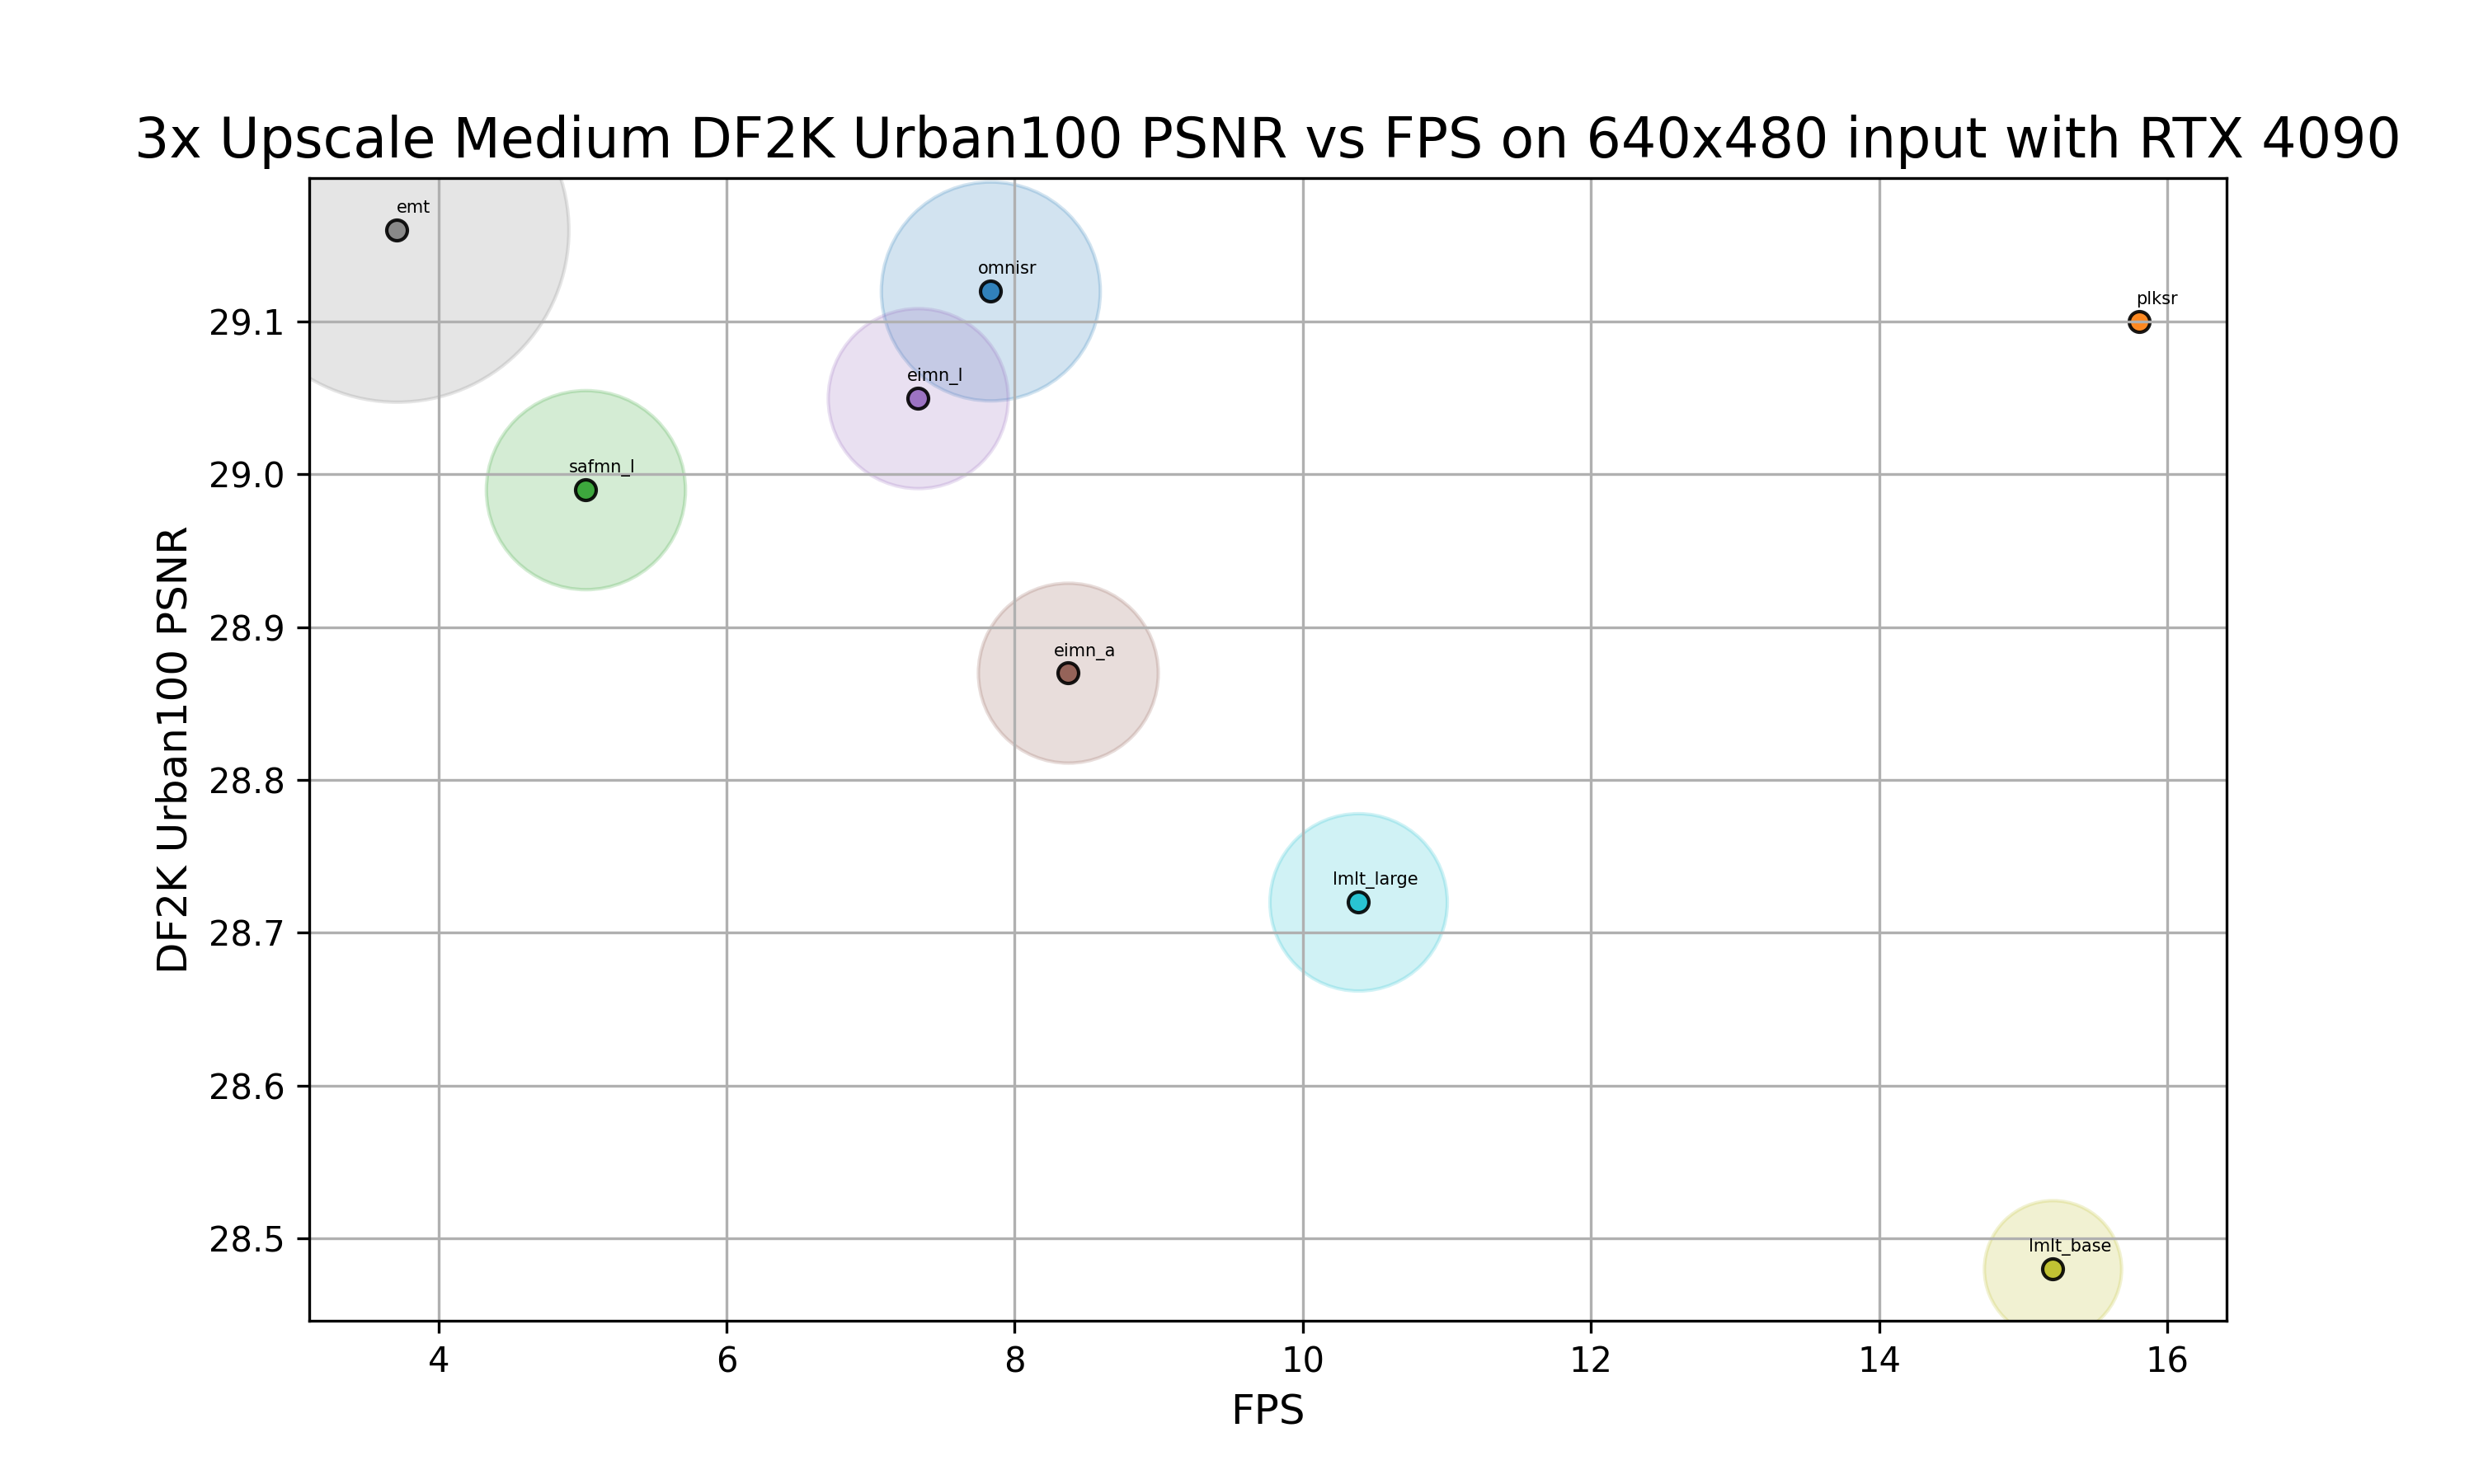 3x Upscale Medium DF2K Urban100 PSNR vs FPS on 640x480 input with RTX 4090
emt
omnisr
plksr
29.1
eimn_l
safmn_l
29.0
28.9
eimn_a
28.8
lmlt_large
28.7
28.6
28.5
lmlt_base
DF2K Urban100 PSNR
4 6 8 10 12 14 16
FPS